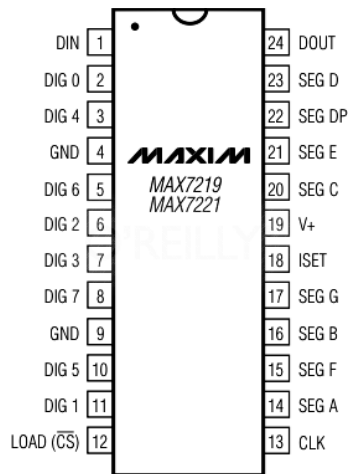 DIN 1 24 DOUT
DIG 0 2 23 SEG D
DIG 4 3 22 SEG DP
GND 4 21 SEG E
MAXIM
DIG 6 5 20 SEG C
MAX7219
MAX7221
DIG 2 6 19 V+
O'REILLY
DIG 3 7 18 ISET
DIG 7 8 17 SEG G
GND 9 16 SEG B
DIG 5 10 15 SEG F
DIG 1 11 14 SEG A
LOAD (C̅S̅) 12 13 CLK